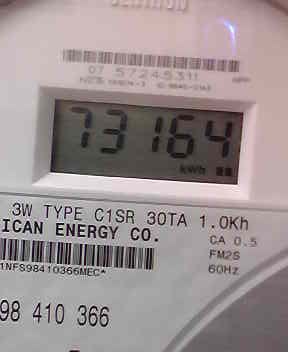 07 57245311
73164
kWh
3W TYPE C1SR 30TA 1.0Kh
ICAN ENERGY CO.
CA 0.5
FM2S
1NFS98410366MEC*
60Hz
98 410 366